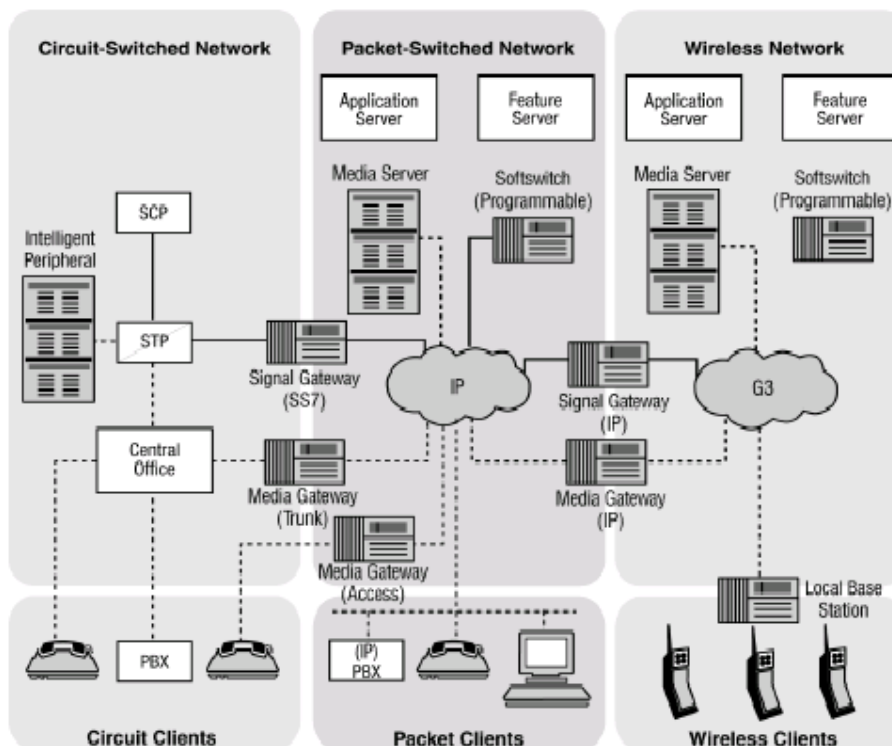 Circuit-Switched Network
Packet-Switched Network
Wireless Network
Application
Server
Feature
Server
Application
Server
Feature
Server
Media Server
Softswitch
(Programmable)
Media Server
Softswitch
(Programmable)
SCP
Intelligent
Peripheral
STP
Signal Gateway
(SS7)
IP
Signal Gateway
(IP)
G3
Central
Office
Media Gateway
(Trunk)
Media Gateway
(IP)
Media Gateway
(Access)
Local Base
Station
PBX
(IP)
PBX
Circuit Clients
Packet Clients
Wireless Clients